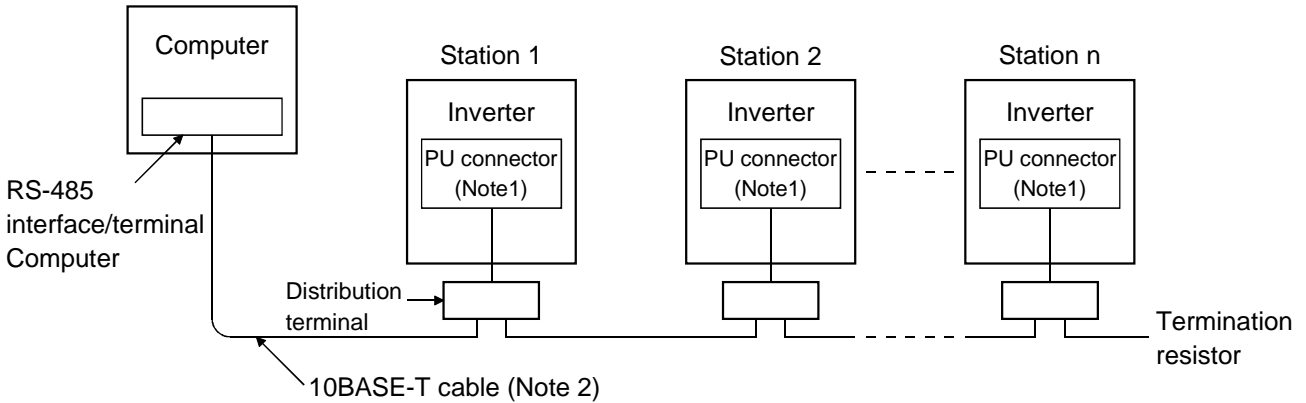 Computer
Station 1
Station 2
Station n
Inverter
Inverter
Inverter
PU connector
(Note1)
PU connector
(Note1)
PU connector
(Note1)
RS-485
interface/terminal
Computer
Distribution
terminal
Termination
resistor
10BASE-T cable (Note 2)